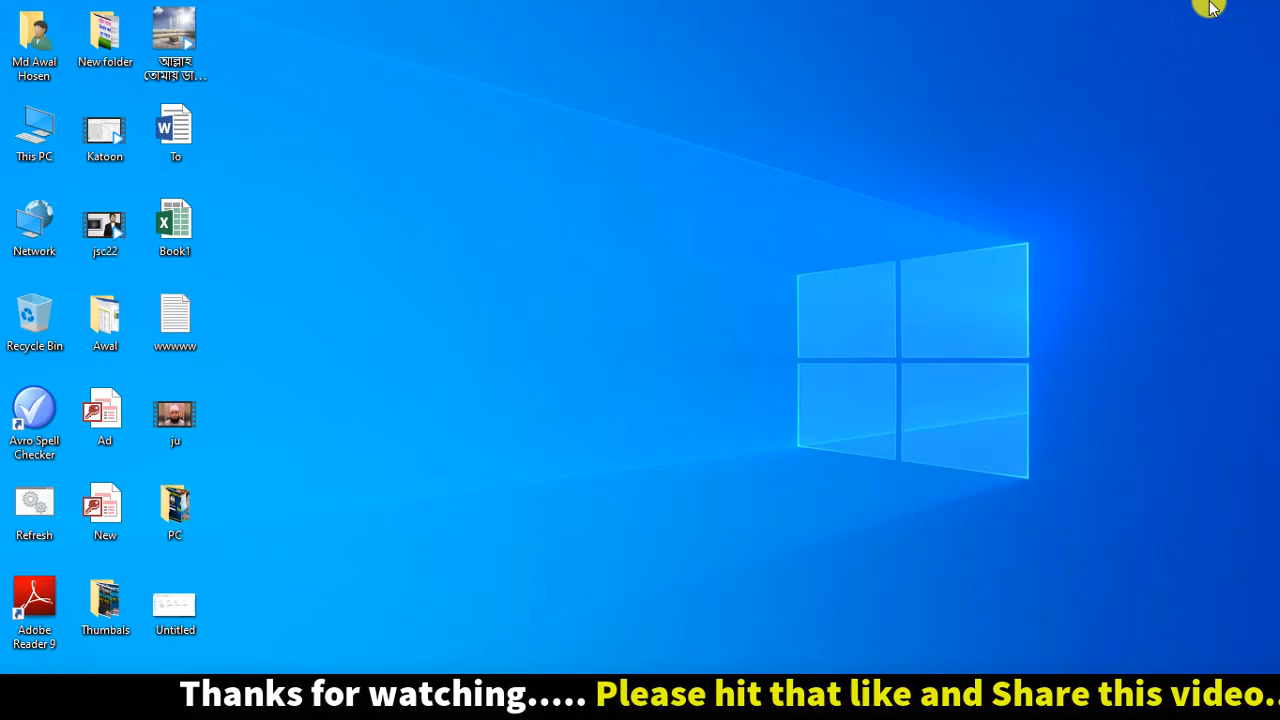 Md Awal
Hosen
New folder
আল্লাহ
তোমায় ডা...
This PC
Katoon
To
Network
jsc22
Book1
Recycle Bin
Awal
wwwww
Avro Spell
Checker
Ad
ju
Refresh
New
PC
Adobe
Reader 9
Thumbals
Untitled
Thanks for watching..... Please hit that like and Share this video..